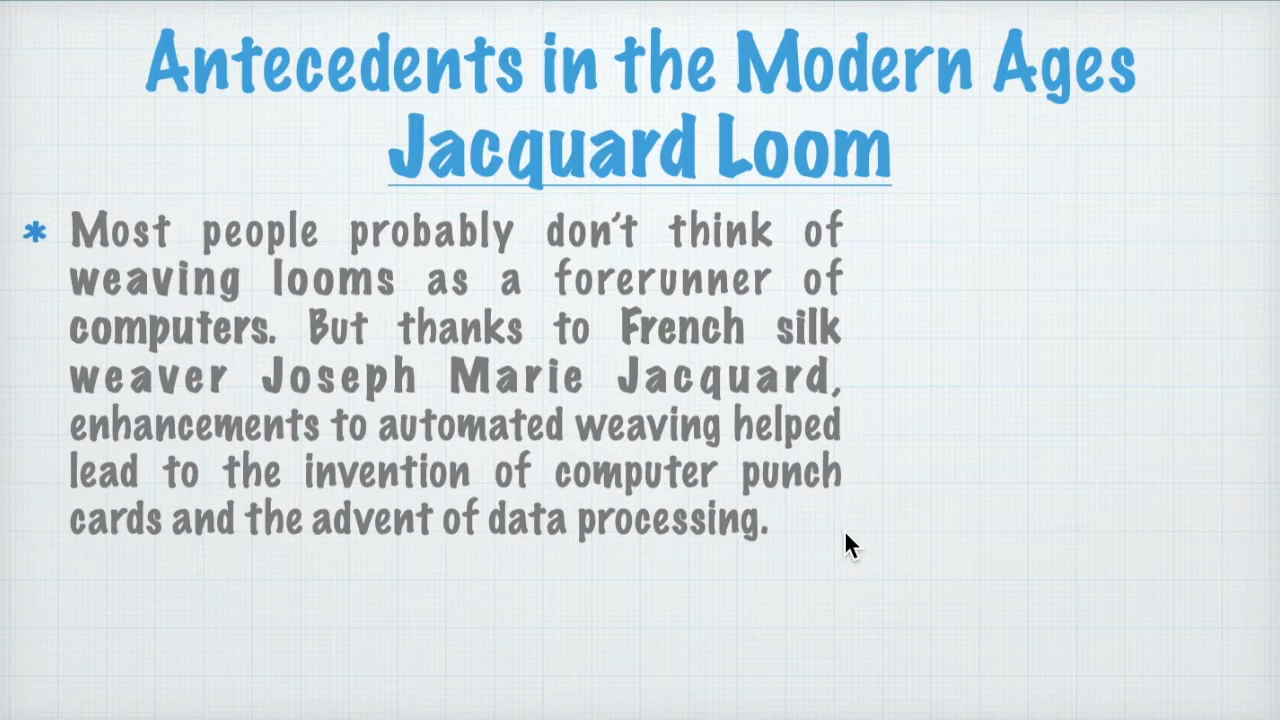 Antecedents in the Modern Ages
Jacquard Loom
* Most people probably don't think of
weaving looms as a forerunner of
computers. But thanks to French silk
weaver Joseph Marie Jacquard,
enhancements to automated weaving helped
lead to the invention of computer punch
cards and the advent of data processing.